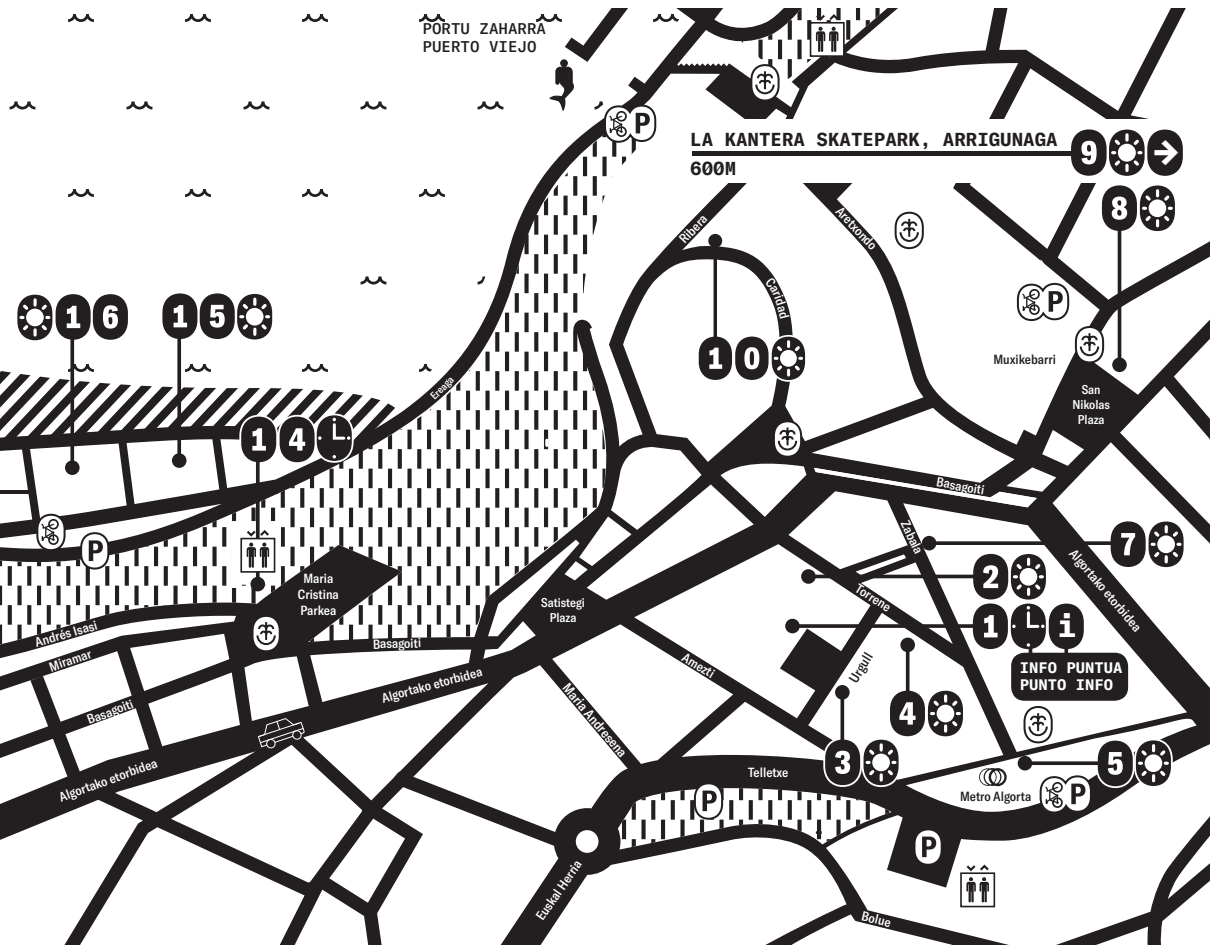 PORTU ZAHARRA
PUERTO VIEJO
P
LA KANTERA SKATEPARK, ARRIGUNAGA
9
600M
8
Ribera
Aretxondo
Caridad
P
16
15
10
Muxikebarri
San
Nikolas
Plaza
Ereaga
14
Basagoiti
P
Zabala
7
Algortako etorbidea
2
Torrene
Maria
Cristina
Parkea
Satistegi
Plaza
1 i
INFO PUNTUA
PUNTO INFO
Andrés Isasi
Miramar
Basagoiti
Basagoiti
Amezti
Urgull
Algortako etorbidea
Maria Andresena
4
3
5
Telletxe
Metro Algorta
P
P
Algortako etorbidea
P
Euskal Herria
Bolue